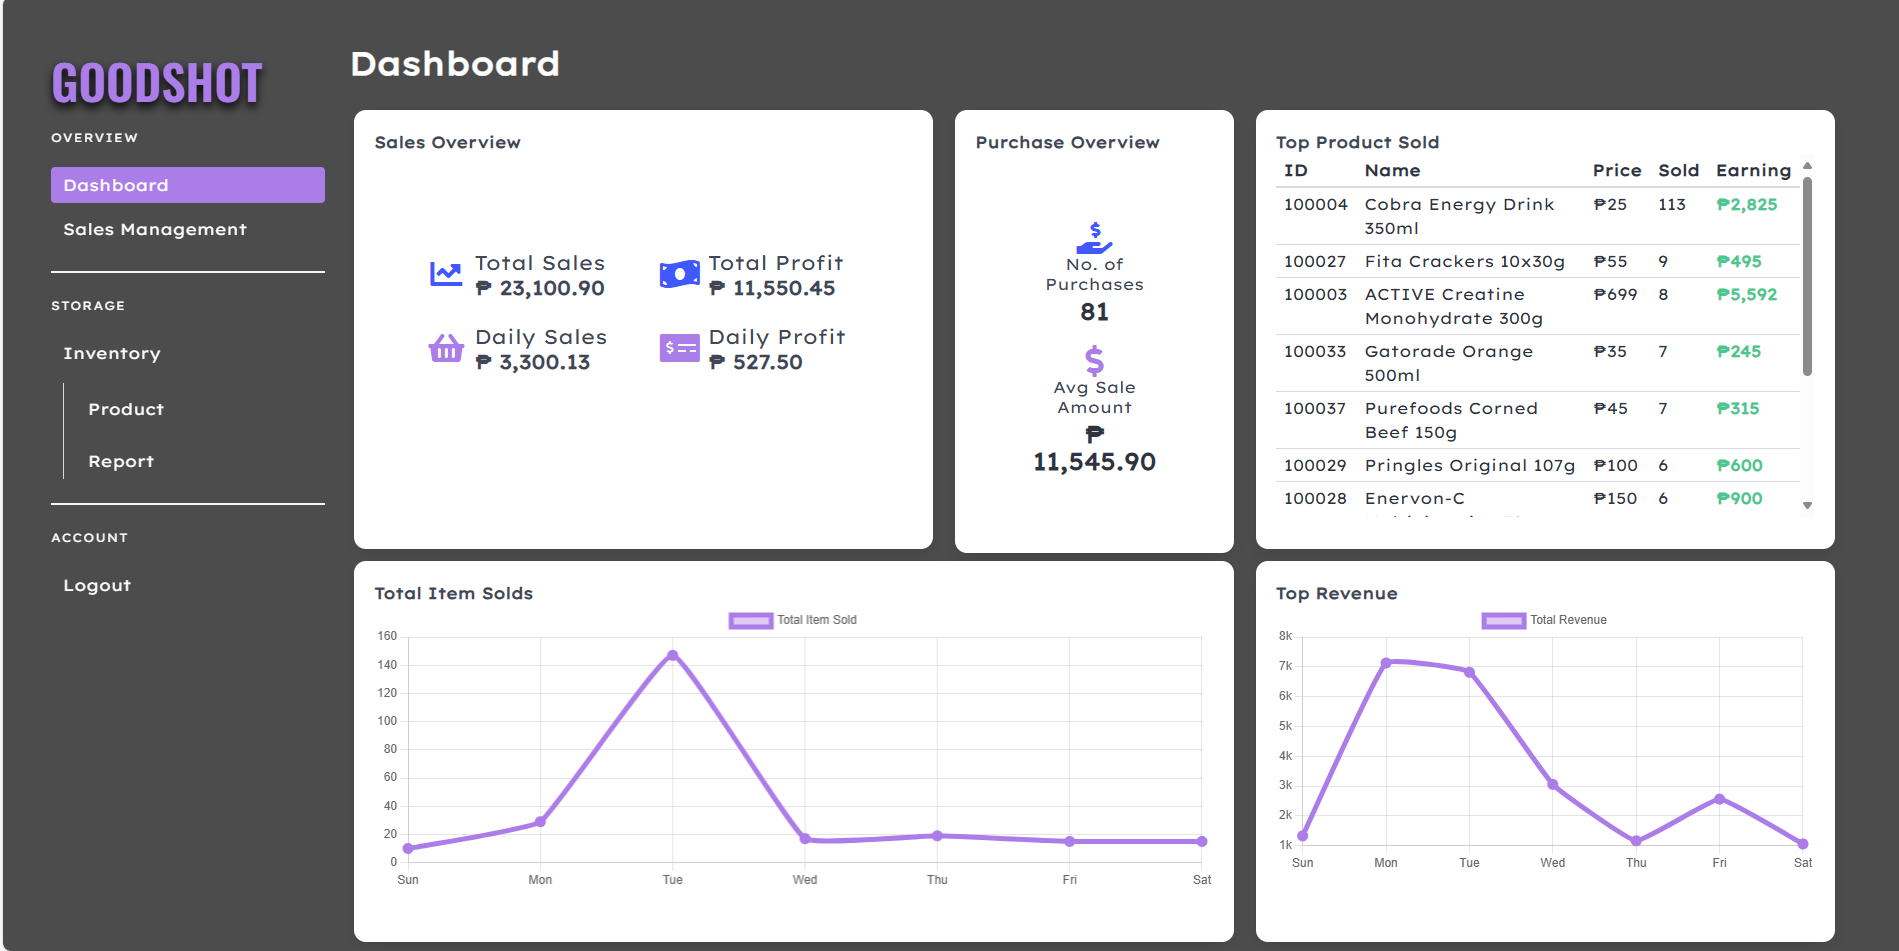 GOODSHOT
OVERVIEW
Dashboard
Sales Management
STORAGE
Inventory
Product
Report
ACCOUNT
Logout
Dashboard
Sales Overview
Total Sales
₱ 23,100.90
Total Profit
₱ 11,550.45
Daily Sales
₱ 3,300.13
Daily Profit
₱ 527.50
Purchase Overview
No. of
Purchases
81
Avg Sale
Amount
₱
11,545.90
Top Product Sold
ID Name Price Sold Earning
100004 Cobra Energy Drink ₱25 113 ₱2,825
350ml
100027 Fita Crackers 10x30g ₱55 9 ₱495
100003 ACTIVE Creatine ₱699 8 ₱5,592
Monohydrate 300g
100033 Gatorade Orange ₱35 7 ₱245
500ml
100037 Purefoods Corned ₱45 7 ₱315
Beef 150g
100029 Pringles Original 107g ₱100 6 ₱600
100028 Enervon-C ₱150 6 ₱900
Total Item Solds
Total Item Sold
160
140
120
100
80
60
40
20
0
Sun Mon Tue Wed Thu Fri Sat
Top Revenue
Total Revenue
8k
7k
6k
5k
4k
3k
2k
1k
Sun Mon Tue Wed Thu Fri Sat